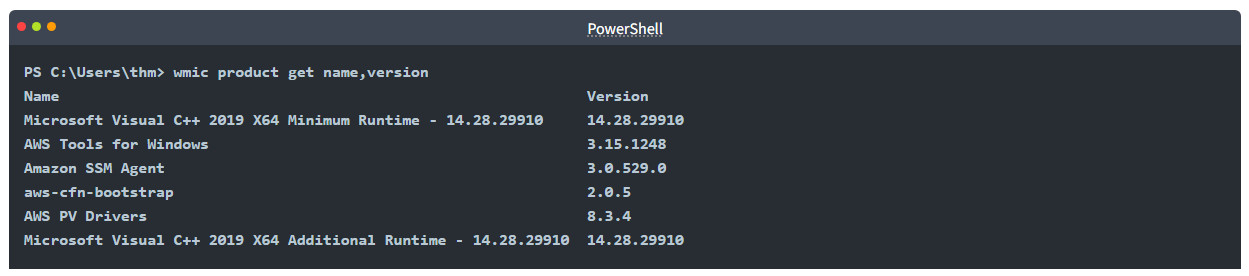 PowerShell
PS C:\Users\thm> wmic product get name,version
Name Version
Microsoft Visual C++ 2019 X64 Minimum Runtime - 14.28.29910 14.28.29910
AWS Tools for Windows 3.15.1248
Amazon SSM Agent 3.0.529.0
aws-cfn-bootstrap 2.0.5
AWS PV Drivers 8.3.4
Microsoft Visual C++ 2019 X64 Additional Runtime - 14.28.29910 14.28.29910